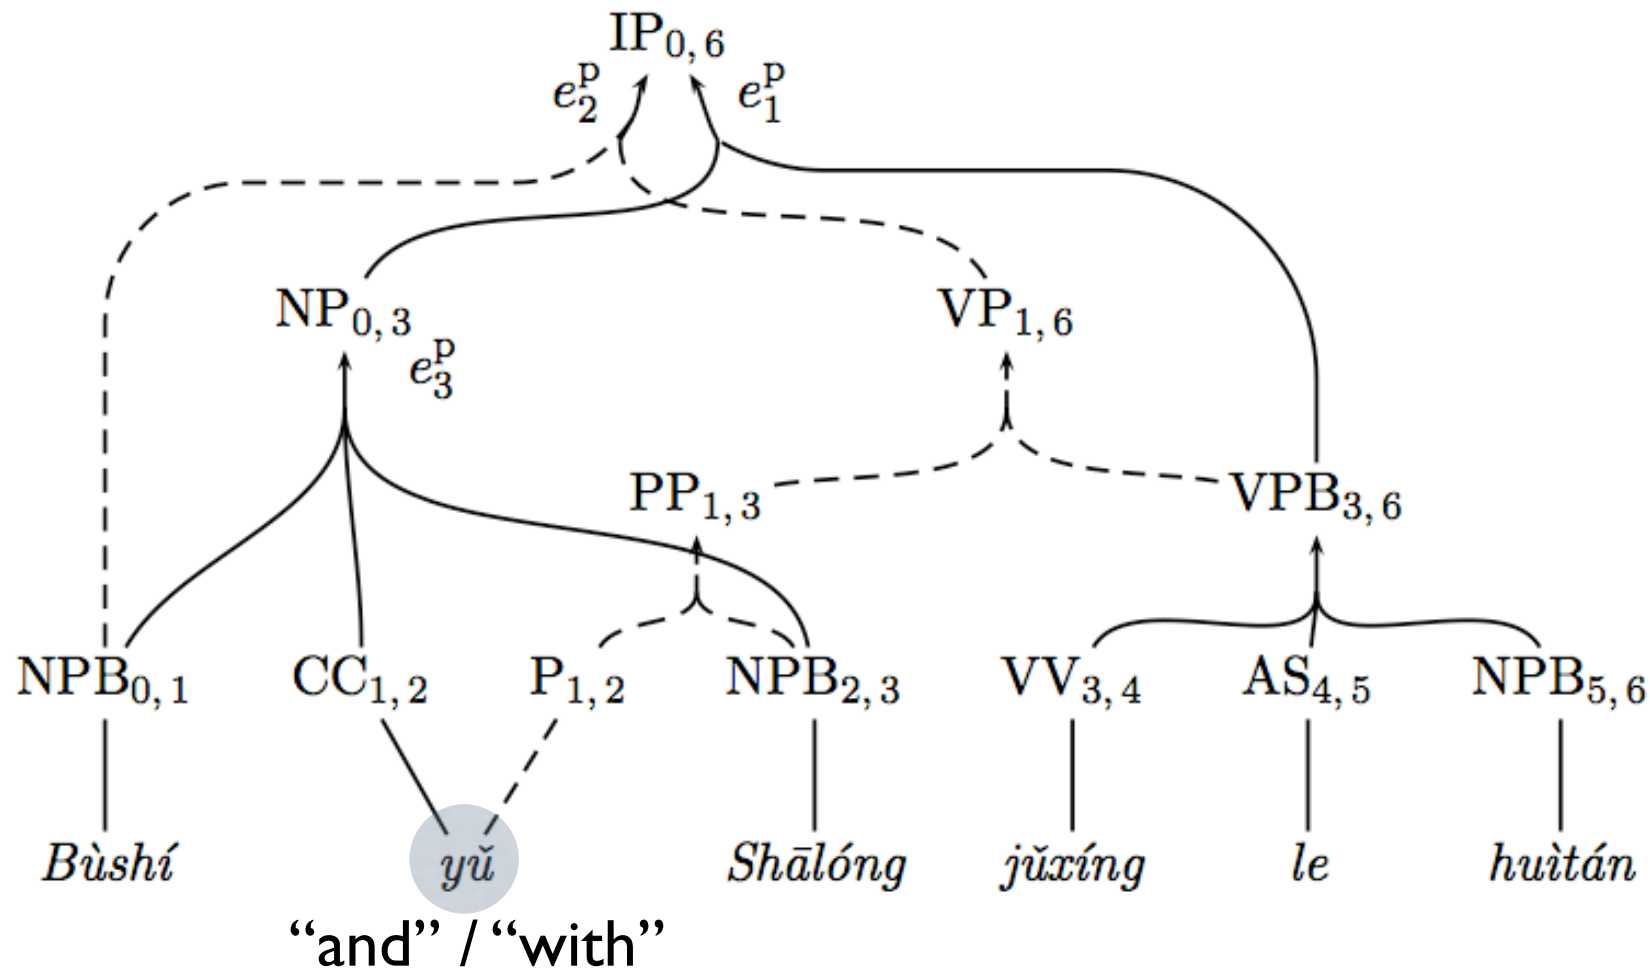 IP0, 6
e2p e1p
NP0, 3 VP1, 6
e3p
PP1, 3 VPB3, 6
NPB0, 1 CC1, 2 P1, 2 NPB2, 3 VV3, 4 AS4, 5 NPB5, 6
Bùshí yǔ Shālóng jǔxíng le huìtán
“and” / “with”